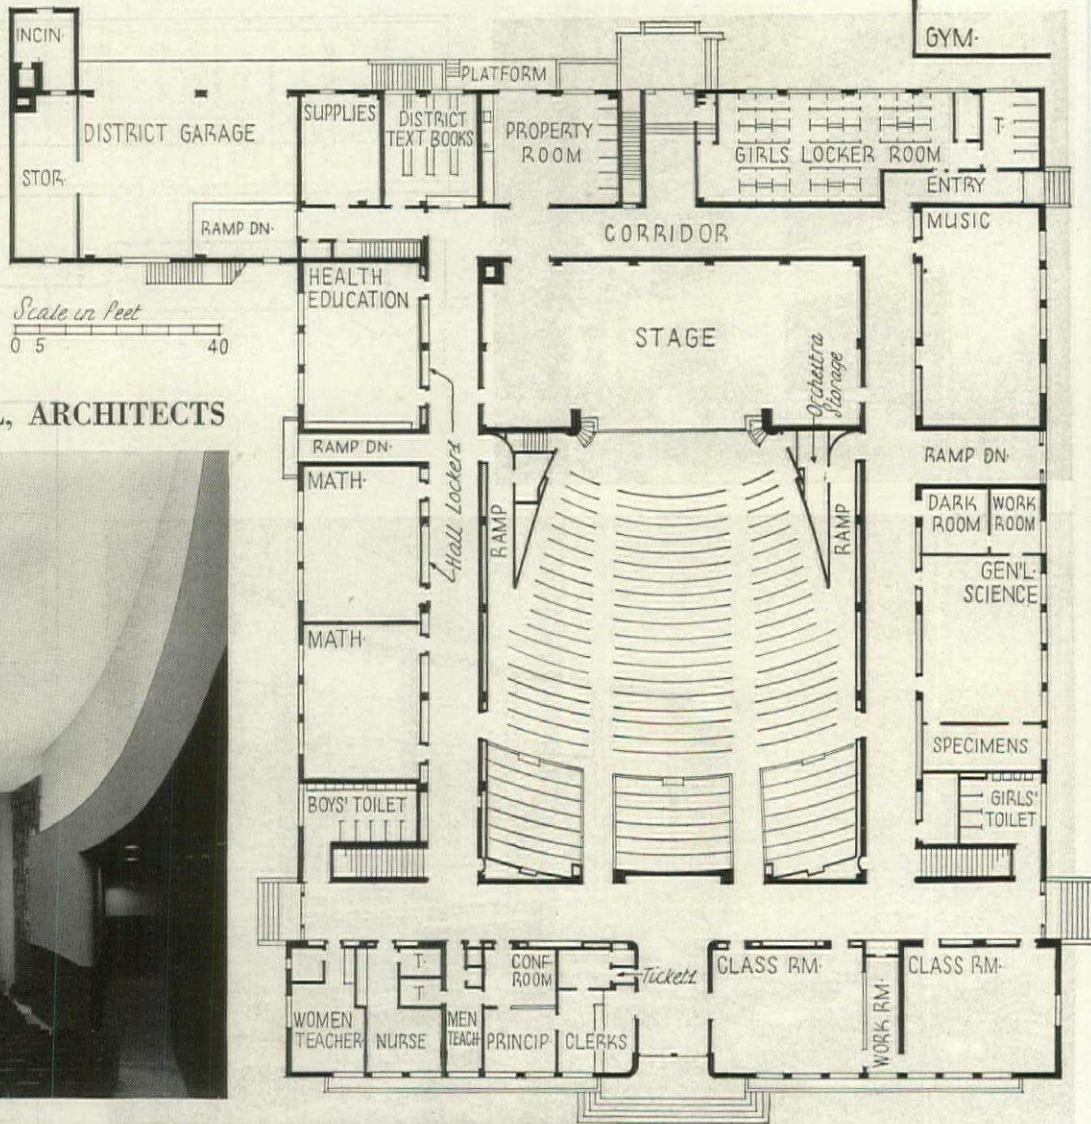 INCIN·
GYM·
PLATFORM
DISTRICT GARAGE
SUPPLIES
DISTRICT
TEXT BOOKS
PROPERTY
ROOM
GIRLS LOCKER ROOM
T.
STOR·
ENTRY
RAMP DN·
CORRIDOR
MUSIC
HEALTH
EDUCATION
Scale in Feet
0 5 40
STAGE
Orchestra
Storage
L, ARCHITECTS
RAMP DN·
RAMP DN·
MATH·
Hall Lockers
RAMP
RAMP
DARK
ROOM
WORK
ROOM
GEN'L·
SCIENCE
MATH·
SPECIMENS
BOYS' TOILET
GIRLS'
TOILET
T.
T.
CONF
ROOM
Tickets
CLASS RM·
CLASS RM·
WOMEN
TEACHER
NURSE
MEN
TEACH
PRINCIP·
CLERKS
WORK RM·